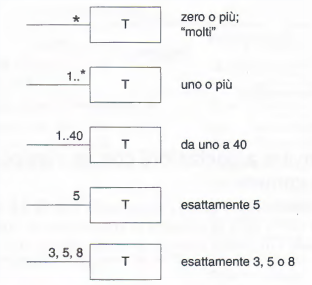 * T zero o più;
"molti"
1..* T uno o più
1..40 T da uno a 40
5 T esattamente 5
3, 5, 8 T esattamente 3, 5 o 8